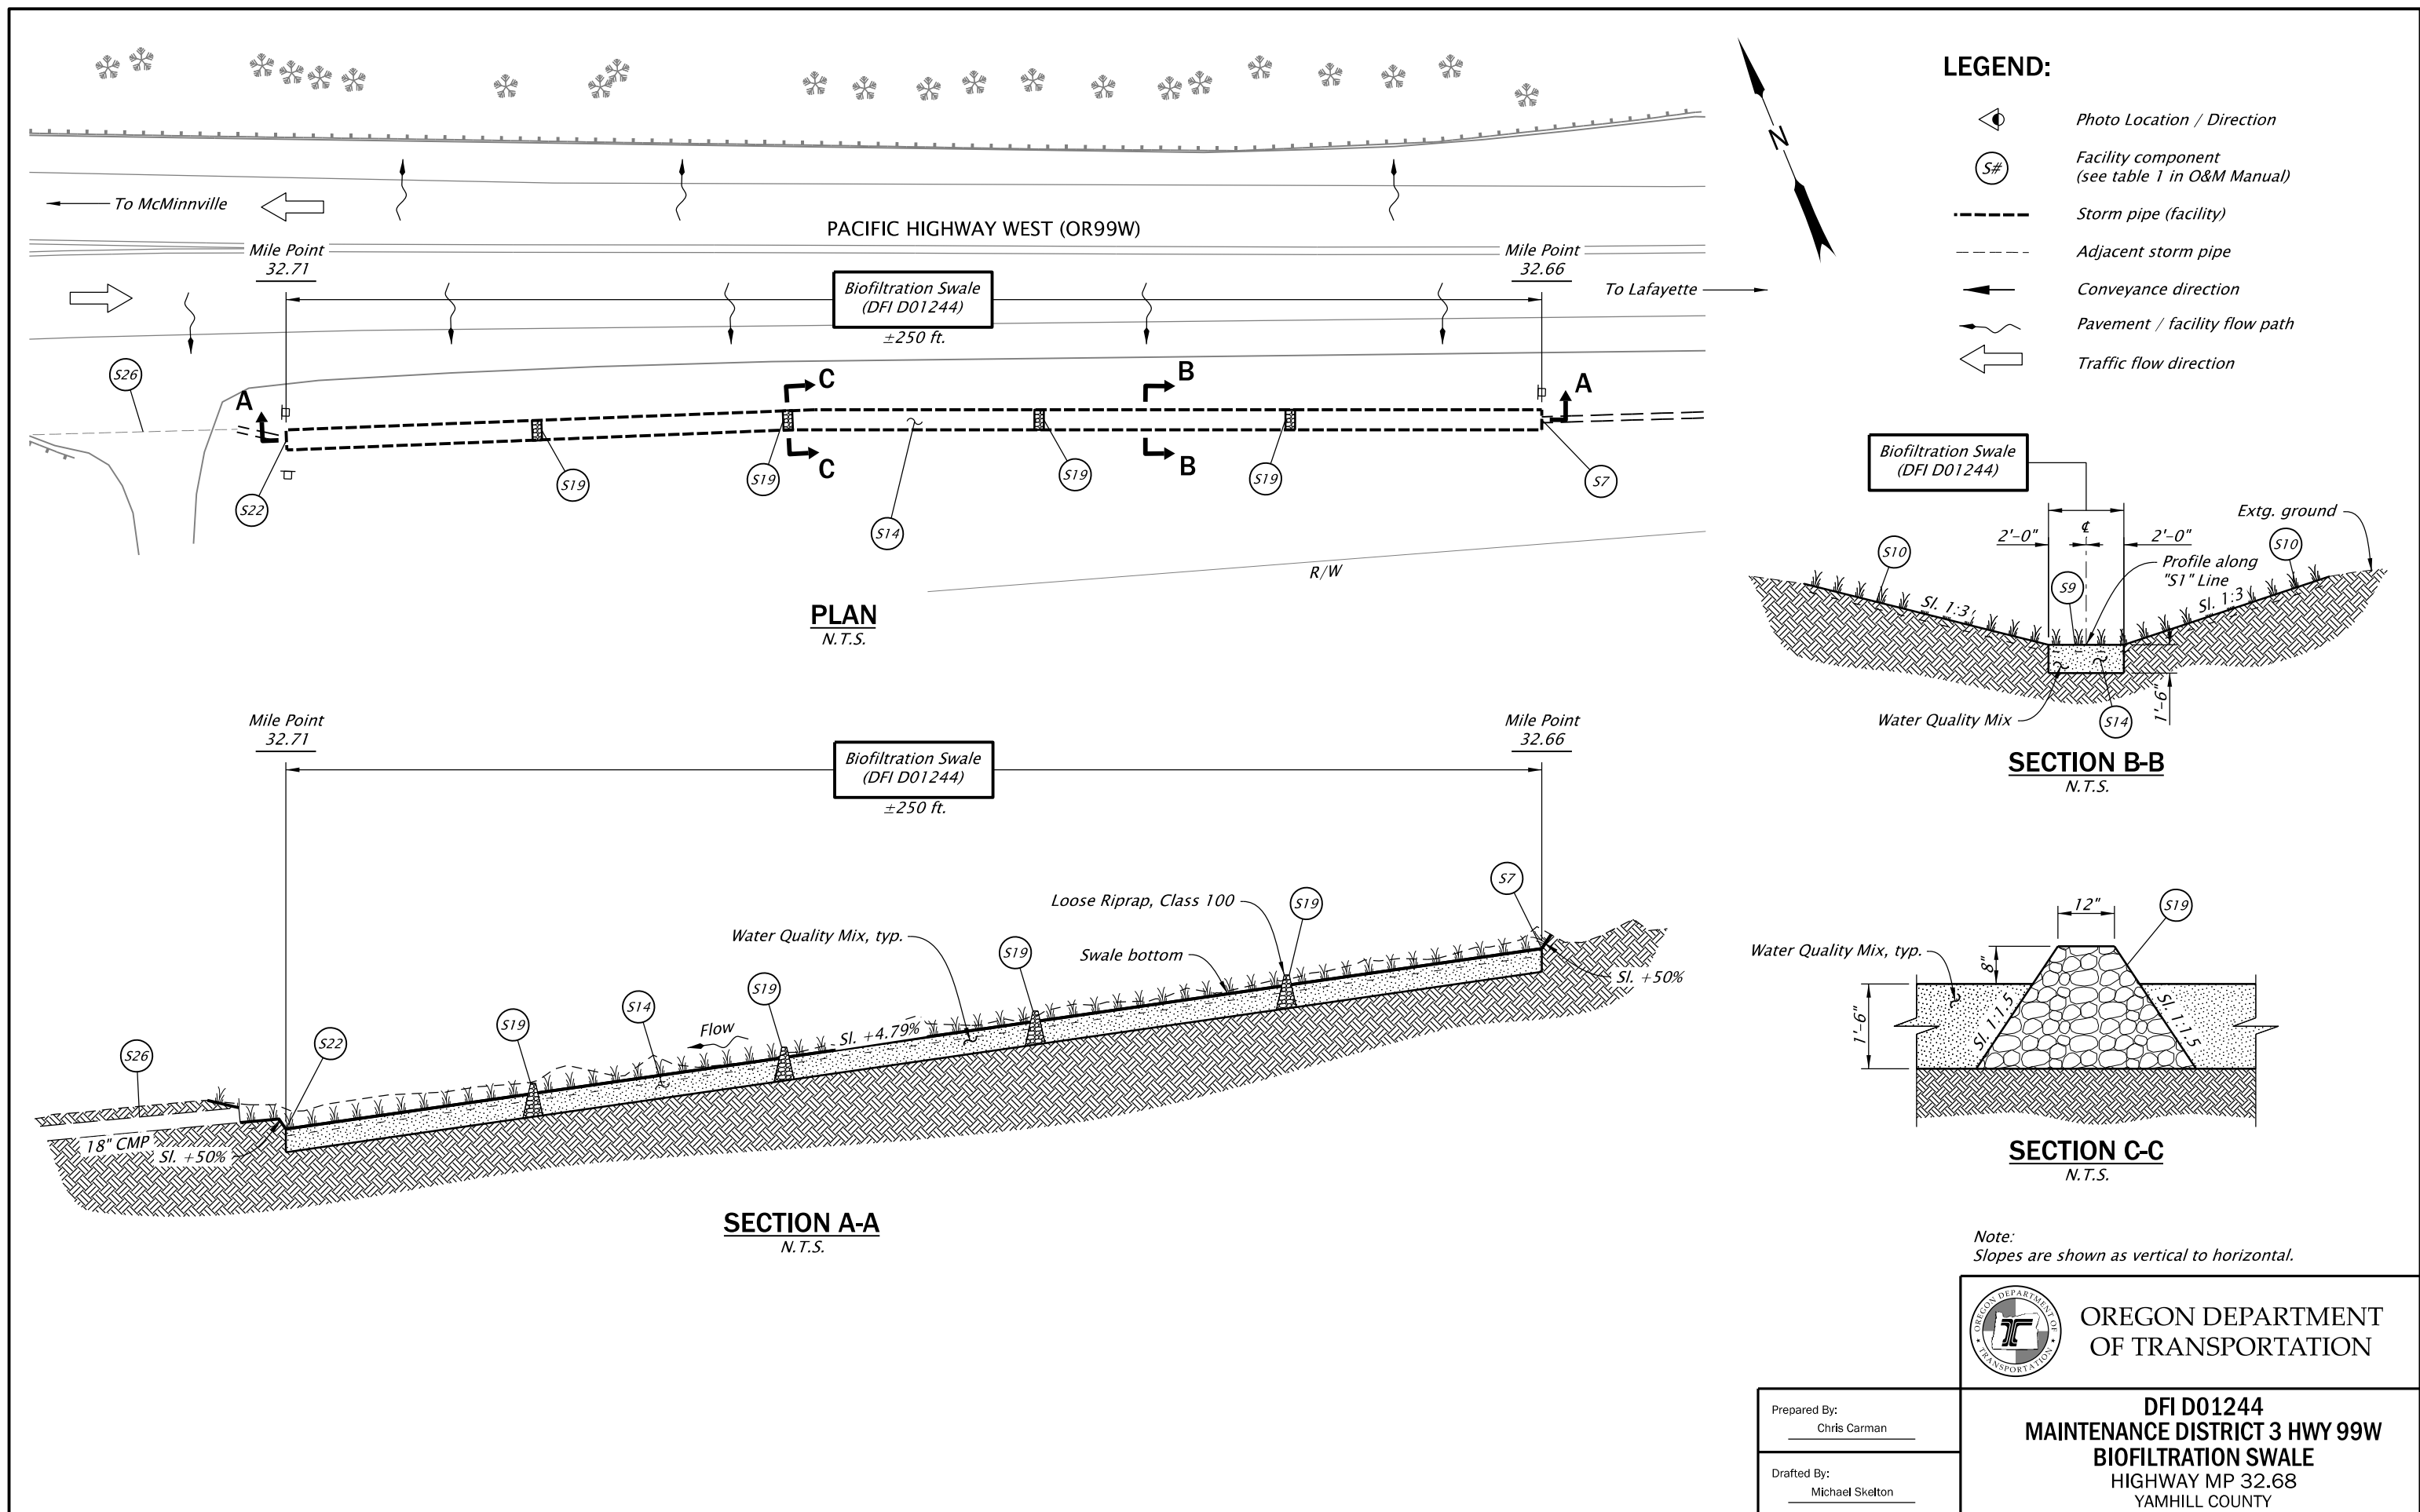 LEGEND:
Photo Location / Direction
S#
Facility component
(see table 1 in O&M Manual)
Storm pipe (facility)
Adjacent storm pipe
Conveyance direction
Pavement / facility flow path
Traffic flow direction
N
To McMinnville
PACIFIC HIGHWAY WEST (OR99W)
Mile Point
32.71
Mile Point
32.66
Biofiltration Swale
(DFI D01244)
±250 ft.
To Lafayette
S26
A
C
B
A
C
B
S22
S19
S19
S19
S19
S7
S14
R/W
PLAN
N.T.S.
Biofiltration Swale
(DFI D01244)
Extg. ground
2'-0"
℄
2'-0"
S10
S10
Profile along
"S1" Line
S9
Sl. 1:3
Sl. 1:3
1'-6"
Water Quality Mix
S14
SECTION B-B
N.T.S.
Mile Point
32.71
Mile Point
32.66
Biofiltration Swale
(DFI D01244)
±250 ft.
S7
Loose Riprap, Class 100
S19
Water Quality Mix, typ.
S19
Swale bottom
Sl. +50%
S19
S14
Flow
Sl. +4.79%
S19
S22
S26
18" CMP
Sl. +50%
SECTION A-A
N.T.S.
12"
S19
Water Quality Mix, typ.
8"
1'-6"
Sl. 1:1.5
Sl. 1:1.5
SECTION C-C
N.T.S.
Note:
Slopes are shown as vertical to horizontal.
OREGON DEPARTMENT OF
TRANSPORTATION
OREGON DEPARTMENT
OF TRANSPORTATION
Prepared By:
Chris Carman
Drafted By:
Michael Skelton
DFI D01244
MAINTENANCE DISTRICT 3 HWY 99W
BIOFILTRATION SWALE
HIGHWAY MP 32.68
YAMHILL COUNTY